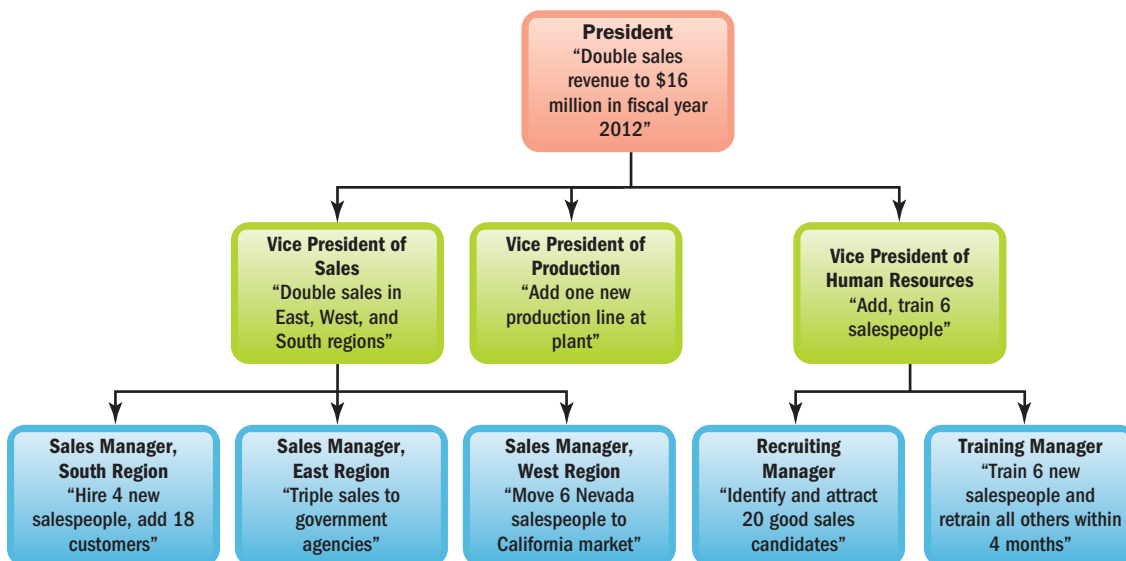 President
“Double sales
revenue to $16
million in fiscal year
2012”
Vice President of
Sales
“Double sales in
East, West, and
South regions”
Vice President of
Production
“Add one new
production line at
plant”
Vice President of
Human Resources
“Add, train 6
salespeople”
Sales Manager,
South Region
“Hire 4 new
salespeople, add 18
customers”
Sales Manager,
East Region
“Triple sales to
government
agencies”
Sales Manager,
West Region
“Move 6 Nevada
salespeople to
California market”
Recruiting
Manager
“Identify and attract
20 good sales
candidates”
Training Manager
“Train 6 new
salespeople and
retrain all others within
4 months”